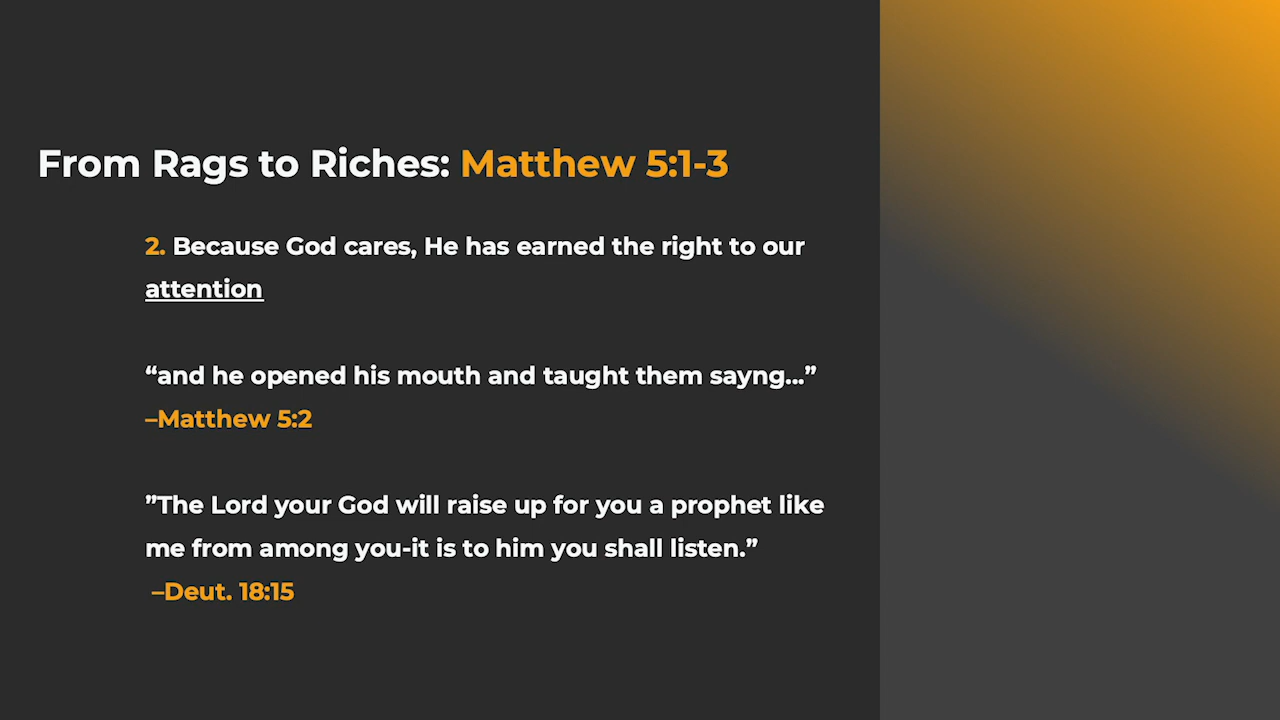 From Rags to Riches: Matthew 5:1-3
2. Because God cares, He has earned the right to our
attention
“and he opened his mouth and taught them sayng...”
–Matthew 5:2
”The Lord your God will raise up for you a prophet like
me from among you-it is to him you shall listen.”
–Deut. 18:15